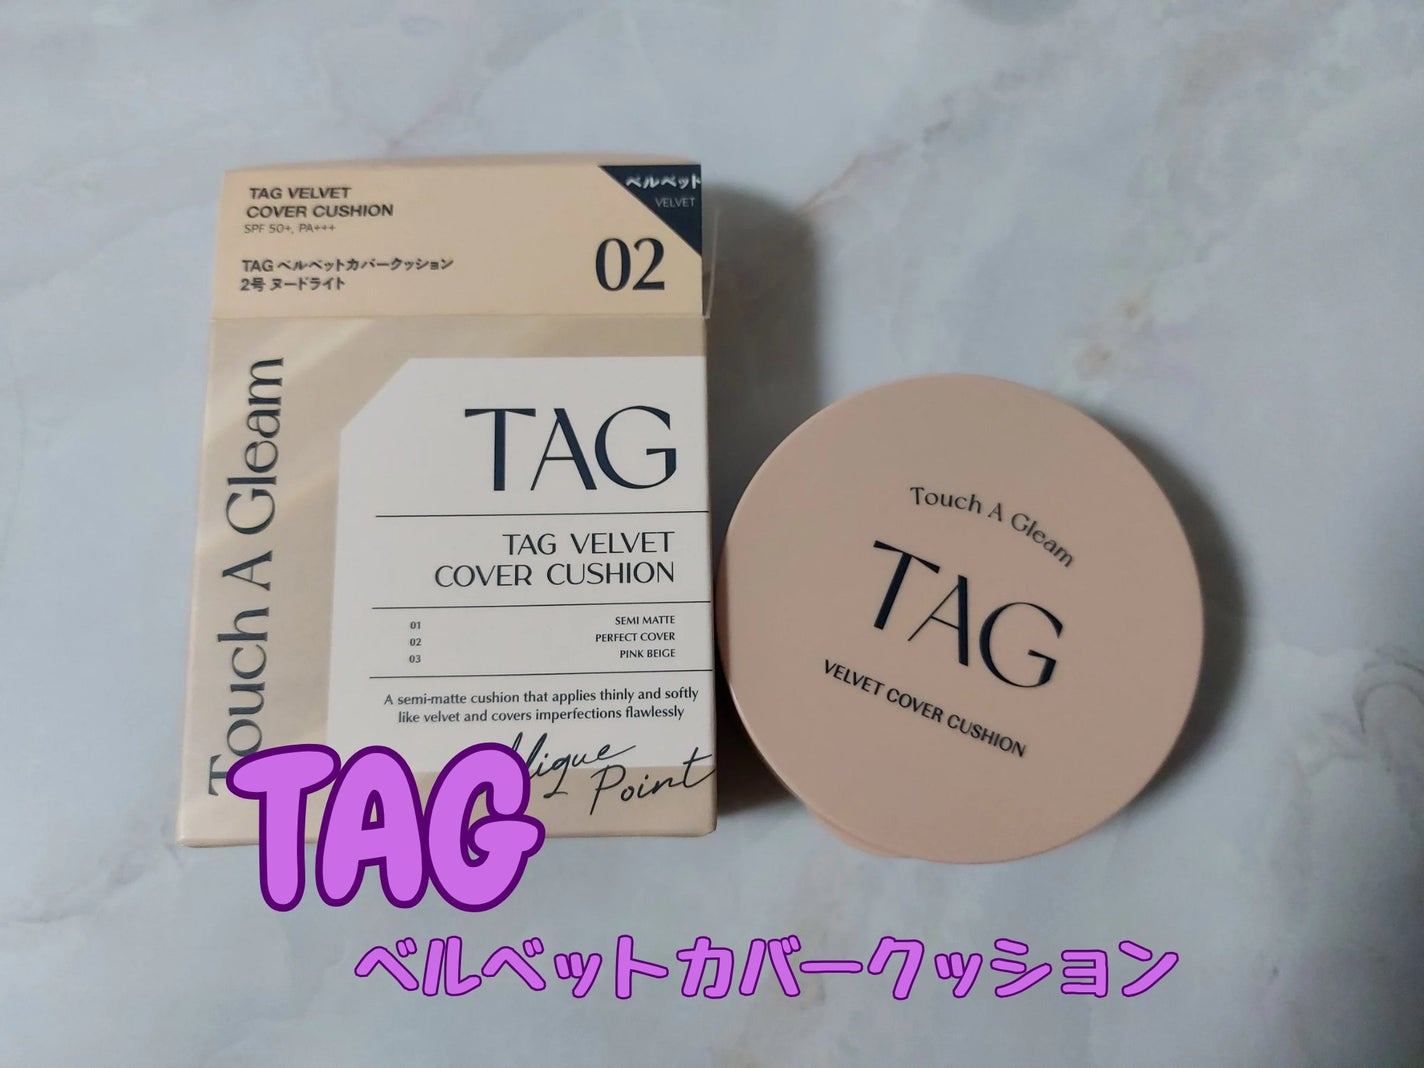 TAG VELVET
COVER CUSHION
SPF 50+, PA+++
TAG ベルベットカバークッション
2号 ヌードライト
ベルベット
VELVET
02
Touch A Gleam
TAG
TAG VELVET
COVER CUSHION
01 SEMI MATTE
02 PERFECT COVER
03 PINK BEIGE
A semi-matte cushion that applies thinly and softly
like velvet and covers imperfections flawlessly
Point
Touch A Gleam
TAG
VELVET COVER CUSHION
TAG
ベルベットカバークッション